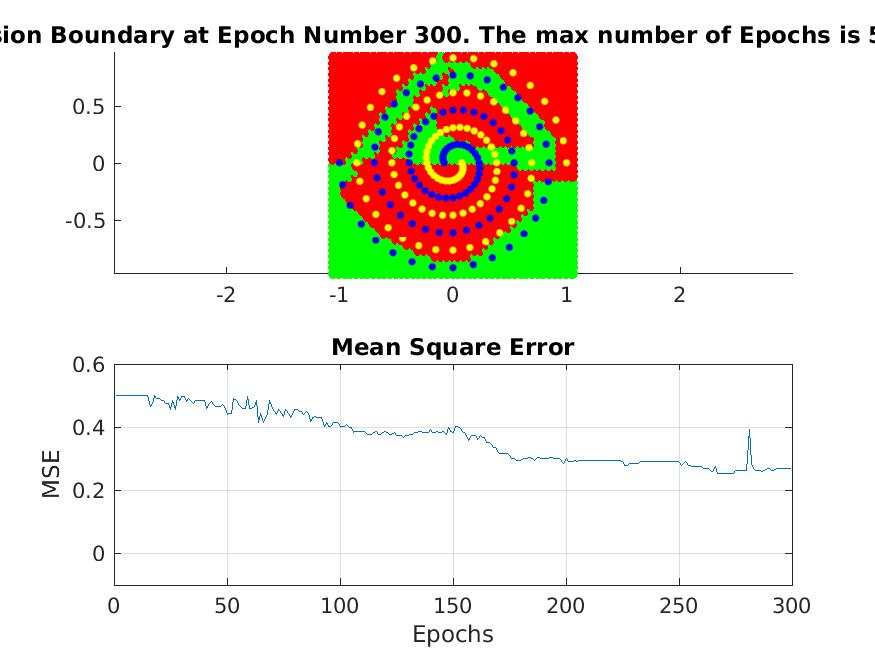 sion Boundary at Epoch Number 300. The max number of Epochs is 5
0.5
0
-0.5
-2 -1 0 1 2
Mean Square Error
0.6
0.4
0.2
0
MSE
0 50 100 150 200 250 300
Epochs